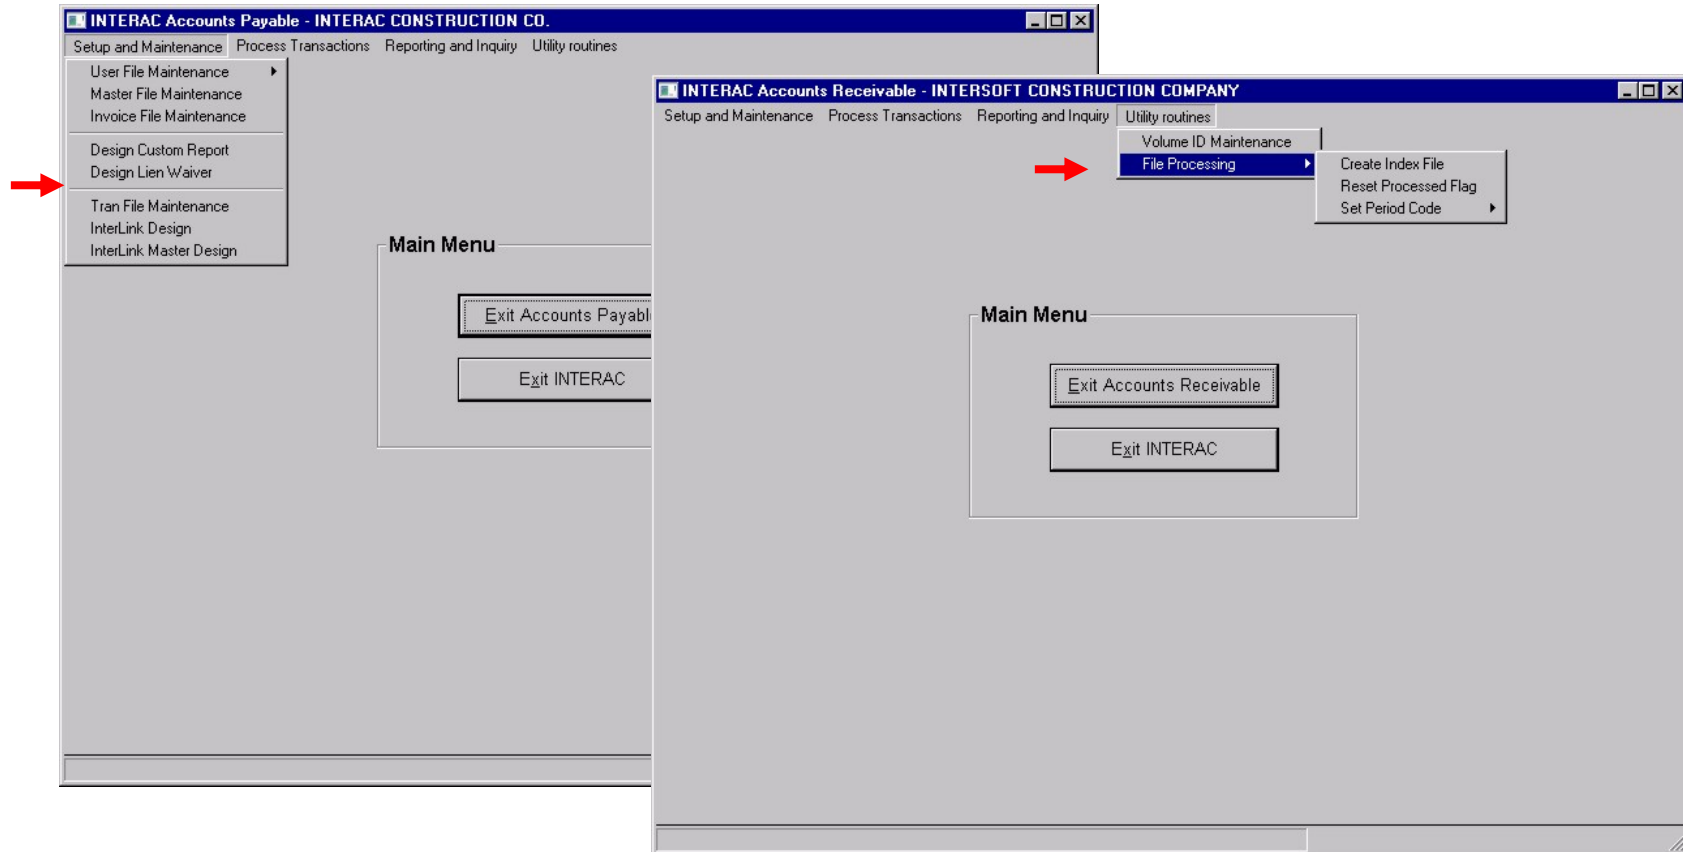 INTERAC Accounts Payable - INTERAC CONSTRUCTION CO.
Setup and Maintenance Process Transactions Reporting and Inquiry Utility routines
User File Maintenance
Master File Maintenance
Invoice File Maintenance
Design Custom Report
Design Lien Waiver
Tran File Maintenance
InterLink Design
InterLink Master Design
Main Menu
Exit Accounts Payabl
Exit INTERAC
INTERAC Accounts Receivable - INTERSOFT CONSTRUCTION COMPANY
Setup and Maintenance Process Transactions Reporting and Inquiry Utility routines
Volume ID Maintenance
File Processing
Create Index File
Reset Processed Flag
Set Period Code
Main Menu
Exit Accounts Receivable
Exit INTERAC